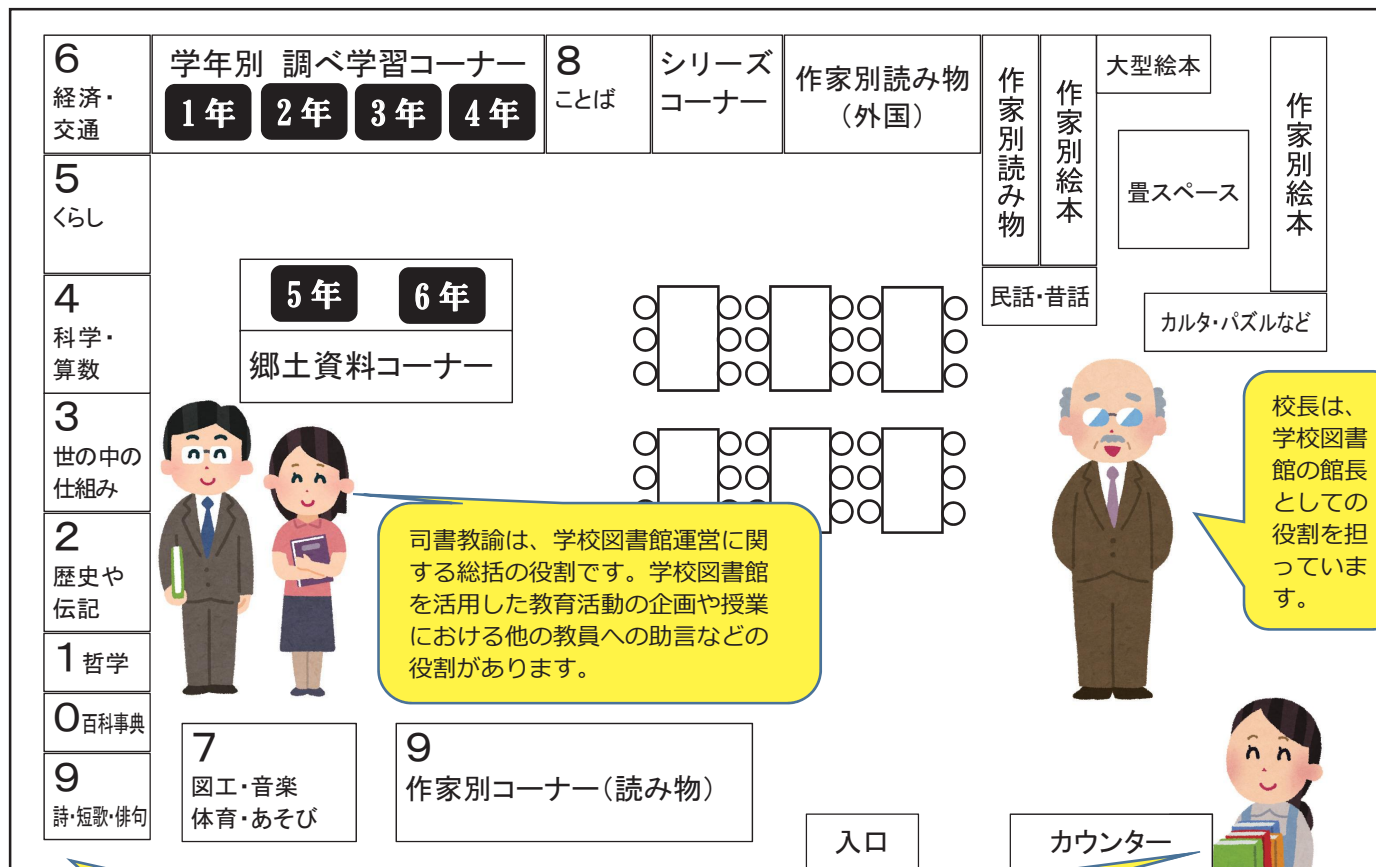 6
経済・
交通
学年別 調べ学習コーナー
1年 2年 3年 4年
8
ことば
シリーズ
コーナー
作家別読み物
(外国)
作家別読み物
作家別絵本
大型絵本
畳スペース
作家別絵本
5
くらし
4
科学・
算数
5年 6年
郷土資料コーナー
民話・昔話
カルタ・パズルなど
3
世の中の
仕組み
校長は、
学校図書
館の館長
としての
役割を担
っていま
す。
司書教諭は、学校図書館運営に関
する総括の役割です。学校図書館
を活用した教育活動の企画や授業
における他の教員への助言などの
役割があります。
2
歴史や
伝記
1 哲学
0 百科事典
9
詩・短歌・俳句
7
図工・音楽
体育・あそび
9
作家別コーナー(読み物)
入口
カウンター